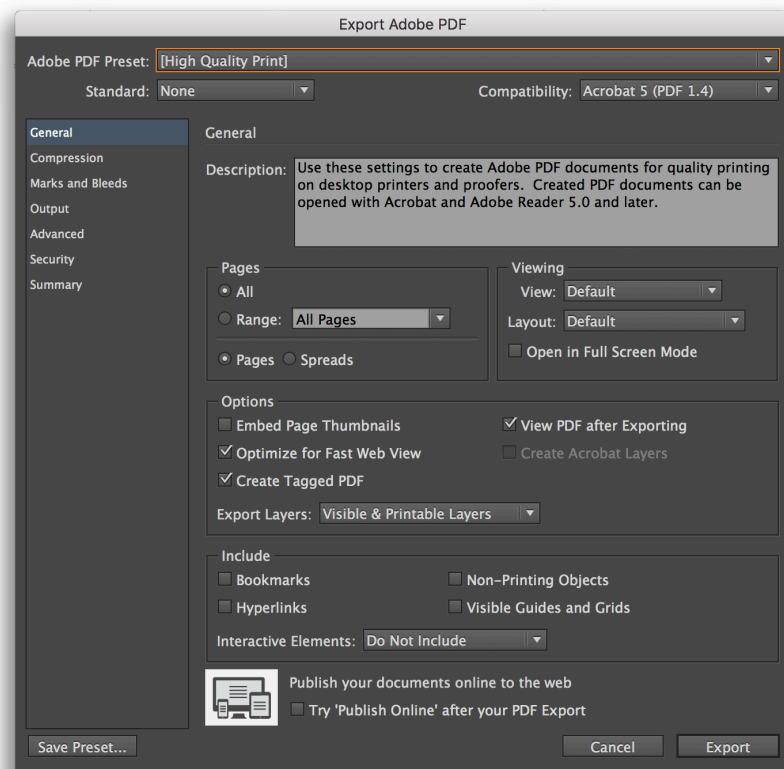 Export Adobe PDF
Adobe PDF Preset: [High Quality Print]
Standard: None
Compatibility: Acrobat 5 (PDF 1.4)
General
Compression
Marks and Bleeds
Output
Advanced
Security
Summary
General
Description: Use these settings to create Adobe PDF documents for quality printing
on desktop printers and proofers.  Created PDF documents can be
opened with Acrobat and Adobe Reader 5.0 and later.
Pages
All
Range: All Pages
Pages Spreads
Viewing
View: Default
Layout: Default
Open in Full Screen Mode
Options
Embed Page Thumbnails
View PDF after Exporting
Optimize for Fast Web View
Create Acrobat Layers
Create Tagged PDF
Export Layers: Visible & Printable Layers
Include
Bookmarks
Non-Printing Objects
Hyperlinks
Visible Guides and Grids
Interactive Elements: Do Not Include
Publish your documents online to the web
Try 'Publish Online' after your PDF Export
Save Preset...
Cancel
Export